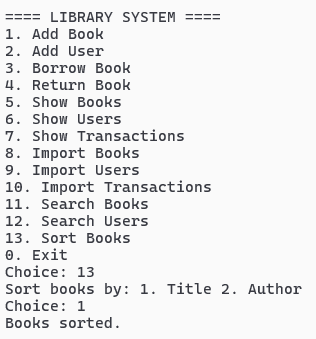 ==== LIBRARY SYSTEM ====
1. Add Book
2. Add User
3. Borrow Book
4. Return Book
5. Show Books
6. Show Users
7. Show Transactions
8. Import Books
9. Import Users
10. Import Transactions
11. Search Books
12. Search Users
13. Sort Books
0. Exit
Choice: 13
Sort books by: 1. Title 2. Author
Choice: 1
Books sorted.